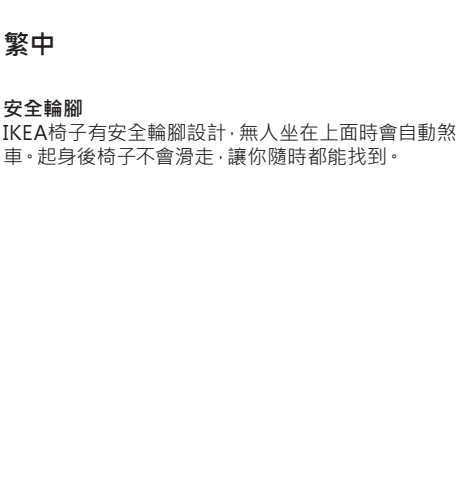 繁中
安全輪腳
IKEA椅子有安全輪腳設計，無人坐在上面時會自動煞
車。起身後椅子不會滑走，讓你隨時都能找到。